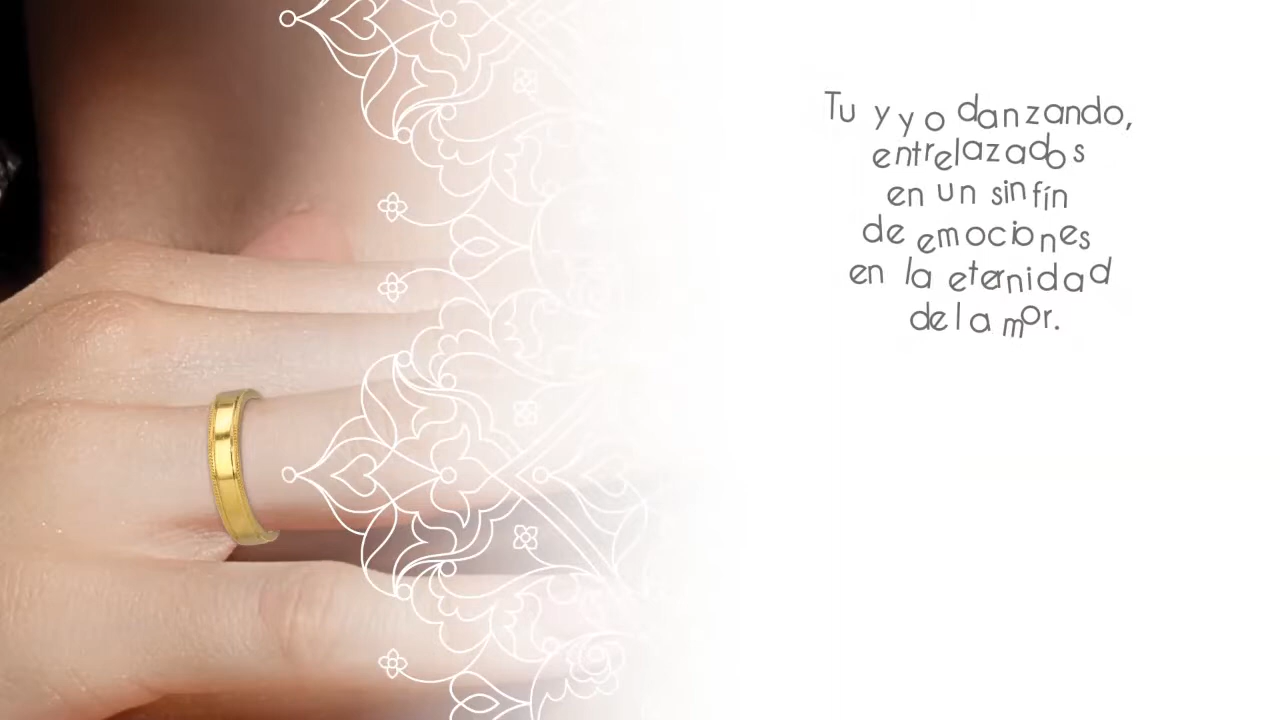 Tu y yo danzando,
entrelazados
en un sinfín
de emociones
en la eternidad
del amor.